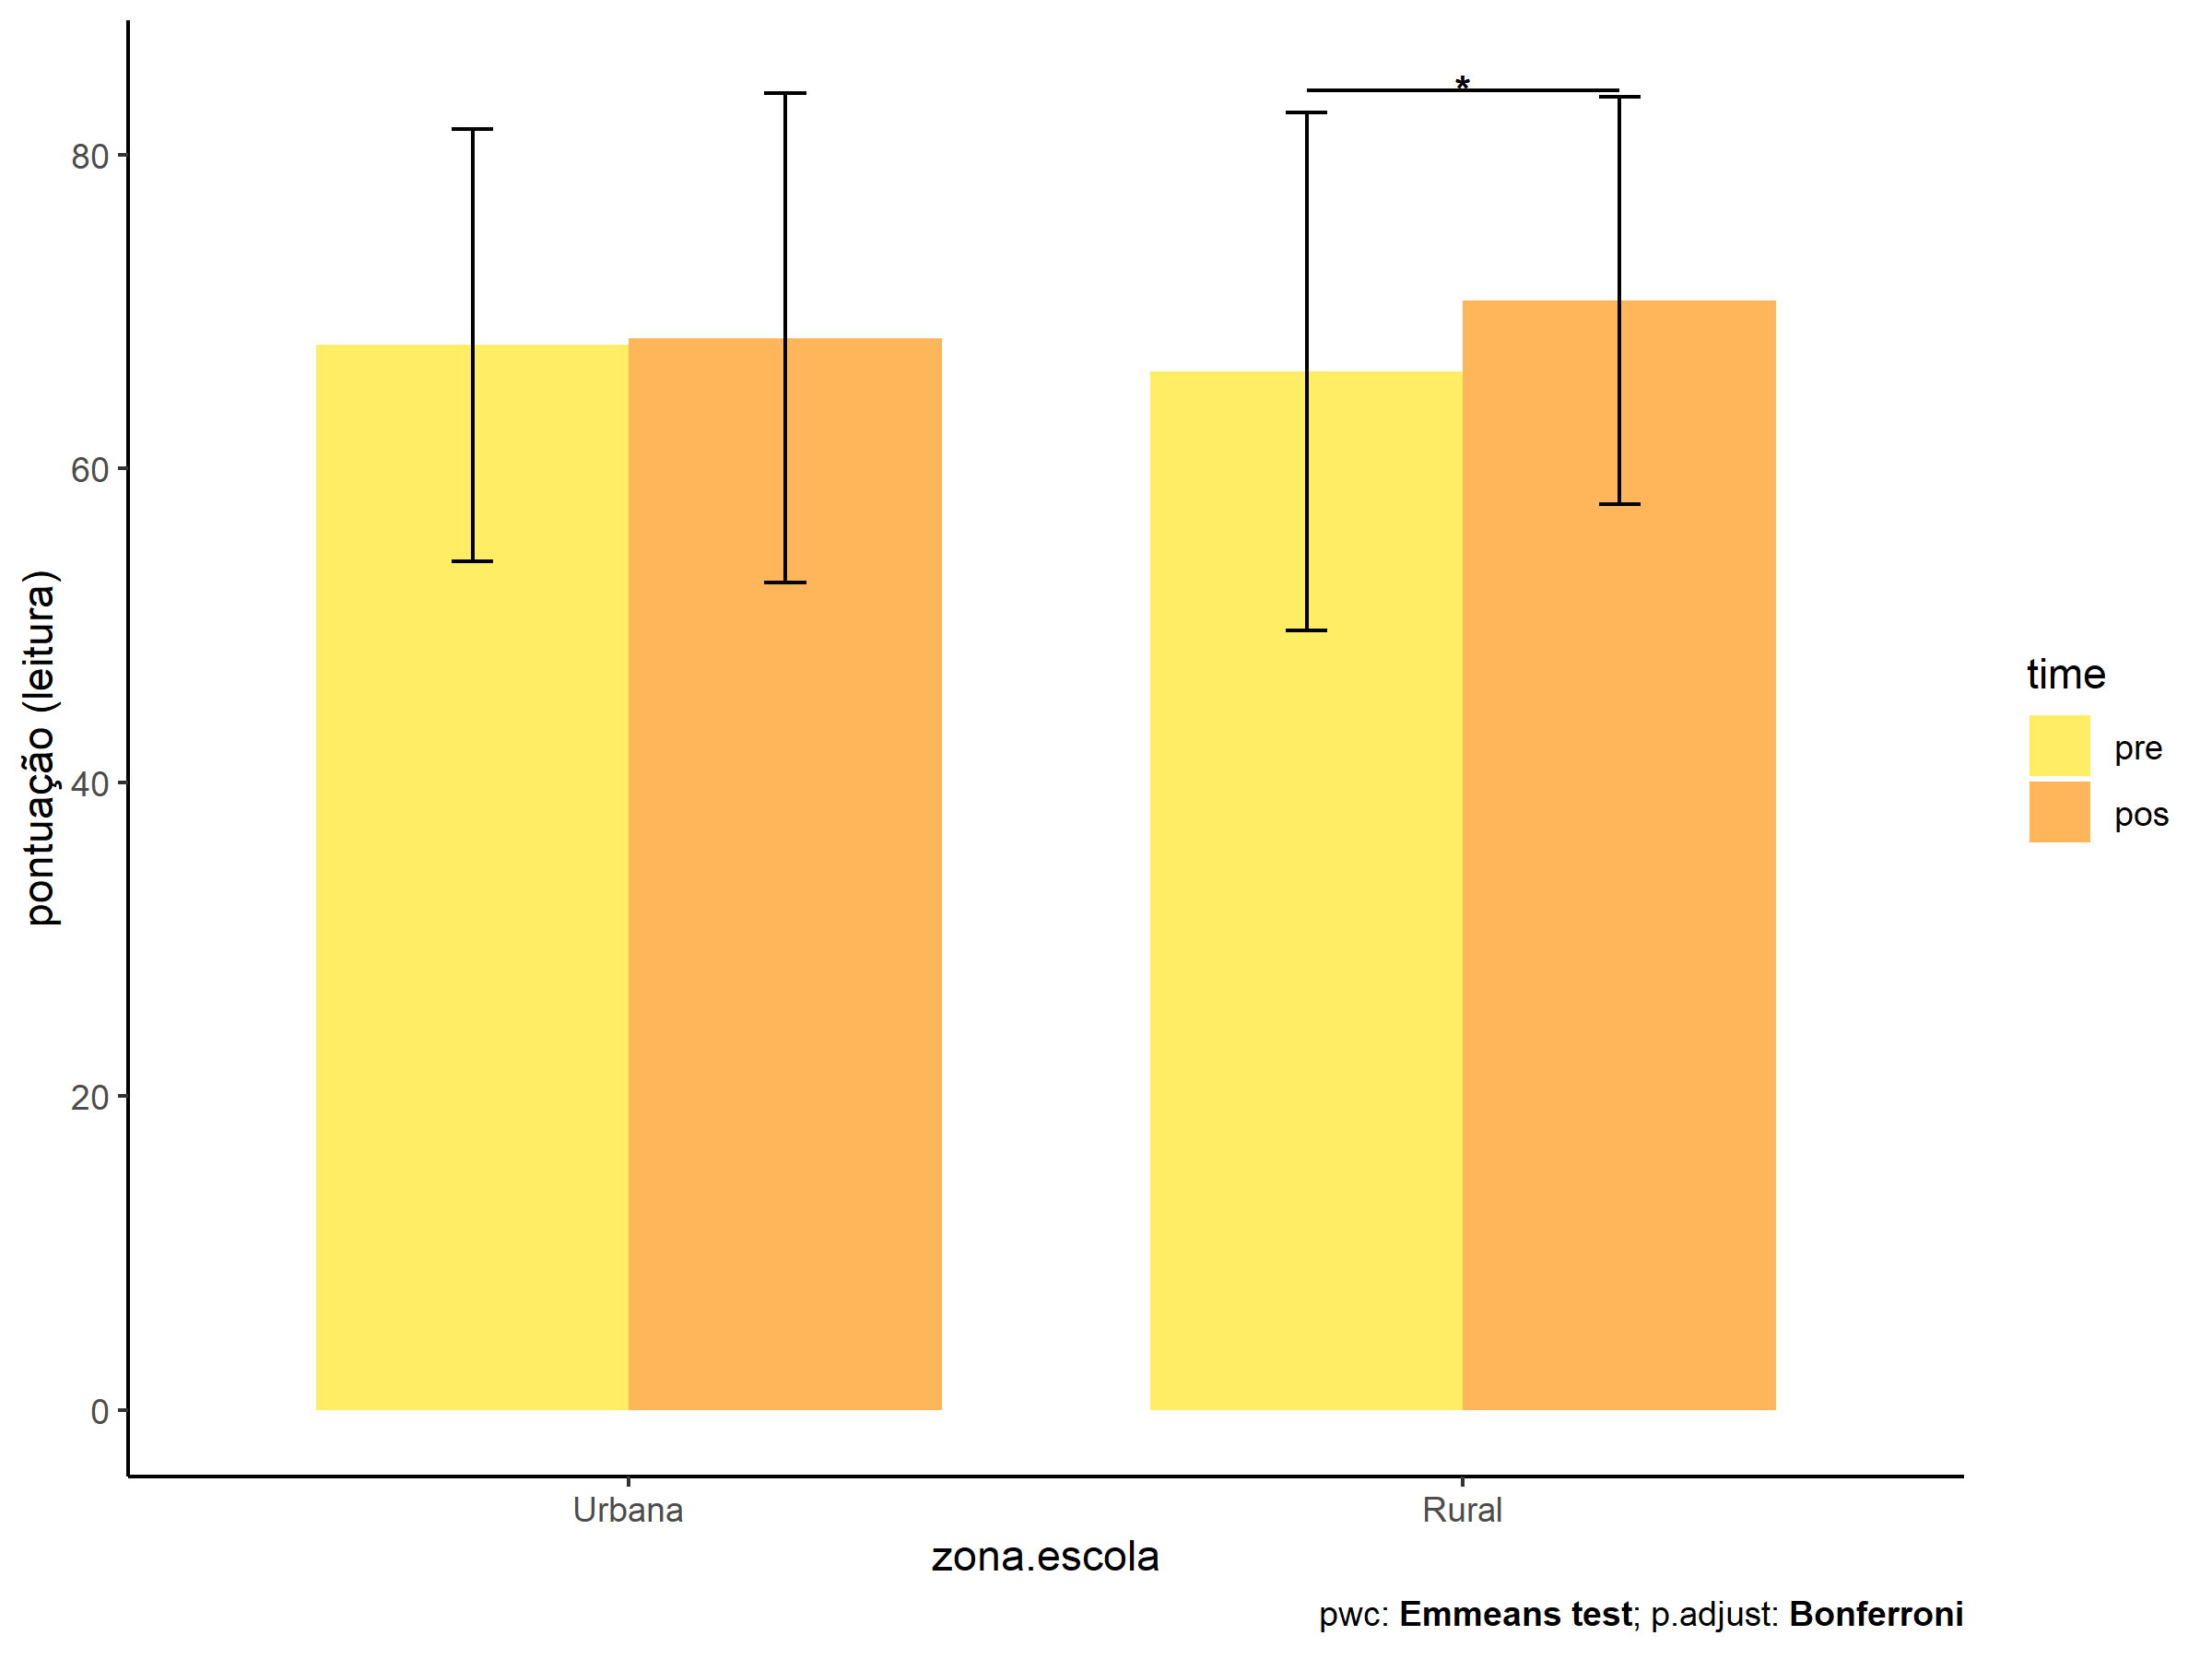 *
80
60
40
20
0
pontuação (leitura)
Urbana
Rural
zona.escola
time
pre
pos
pwc: Emmeans test; p.adjust: Bonferroni